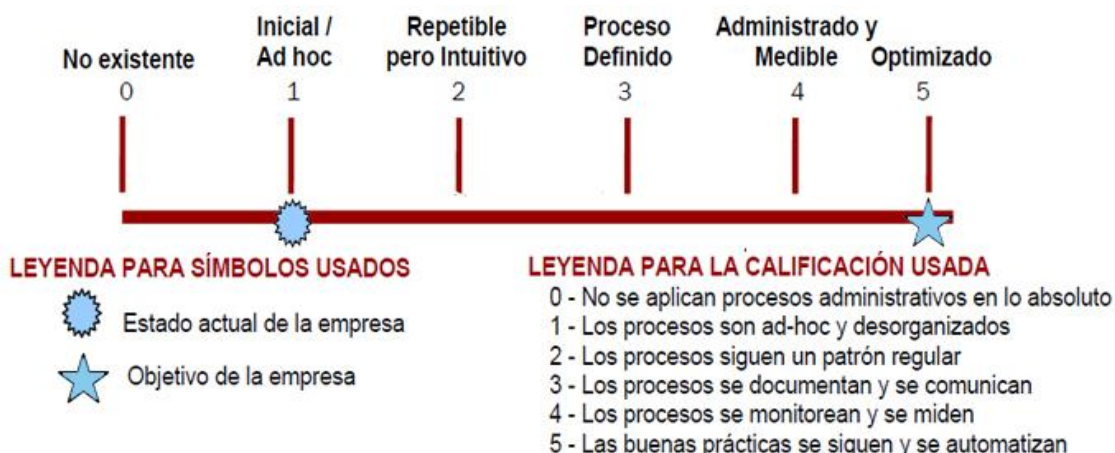 No existente
0
Inicial /
Ad hoc
1
Repetible
pero Intuitivo
2
Proceso
Definido
3
Administrado y
Medible
4
Optimizado
5
LEYENDA PARA SÍMBOLOS USADOS
Estado actual de la empresa
Objetivo de la empresa
LEYENDA PARA LA CALIFICACIÓN USADA
0 - No se aplican procesos administrativos en lo absoluto
1 - Los procesos son ad-hoc y desorganizados
2 - Los procesos siguen un patrón regular
3 - Los procesos se documentan y se comunican
4 - Los procesos se monitorean y se miden
5 - Las buenas prácticas se siguen y se automatizan